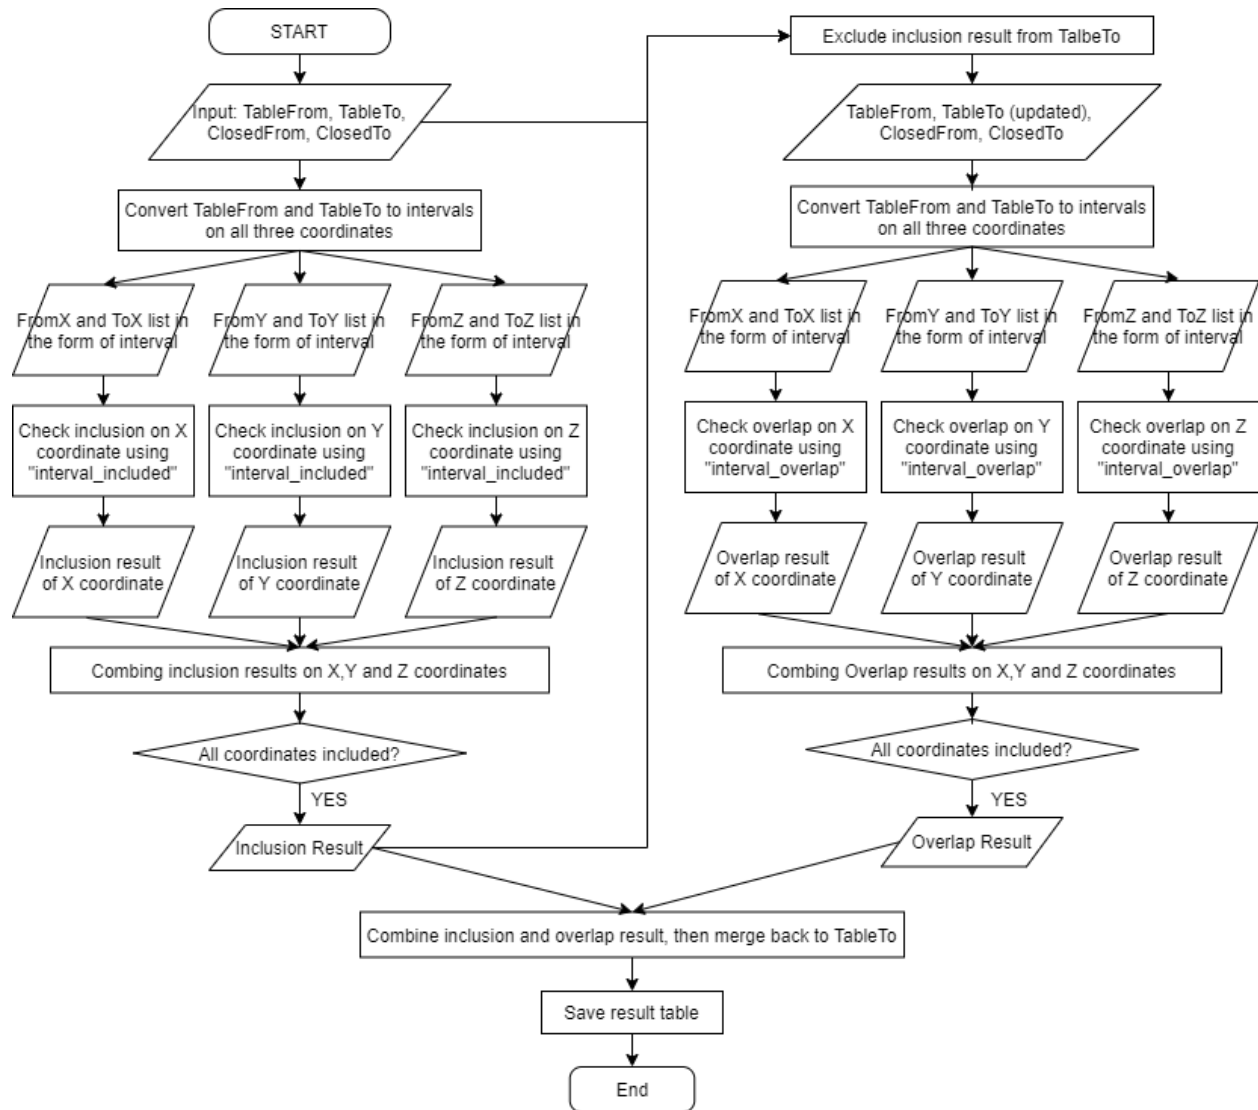 START
Input: TableFrom, TableTo,
ClosedFrom, ClosedTo
Convert TableFrom and TableTo to intervals
on all three coordinates
FromX and ToX list in
the form of interval
FromY and ToY list in
the form of interval
FromZ and ToZ list in
the form of interval
Check inclusion on X
coordinate using
"interval_included"
Check inclusion on Y
coordinate using
"interval_included"
Check inclusion on Z
coordinate using
"interval_included"
Inclusion result
of X coordinate
Inclusion result
of Y coordinate
Inclusion result
of Z coordinate
Combing inclusion results on X,Y and Z coordinates
All coordinates included?
YES
Inclusion Result
Exclude inclusion result from TalbeTo
TableFrom, TableTo (updated),
ClosedFrom, ClosedTo
Convert TableFrom and TableTo to intervals
on all three coordinates
FromX and ToX list in
the form of interval
FromY and ToY list in
the form of interval
FromZ and ToZ list in
the form of interval
Check overlap on X
coordinate using
"interval_overlap"
Check overlap on Y
coordinate using
"interval_overlap"
Check overlap on Z
coordinate using
"interval_overlap"
Overlap result
of X coordinate
Overlap result
of Y coordinate
Overlap result
of Z coordinate
Combing Overlap results on X,Y and Z coordinates
All coordinates included?
YES
Overlap Result
Combine inclusion and overlap result, then merge back to TableTo
Save result table
End